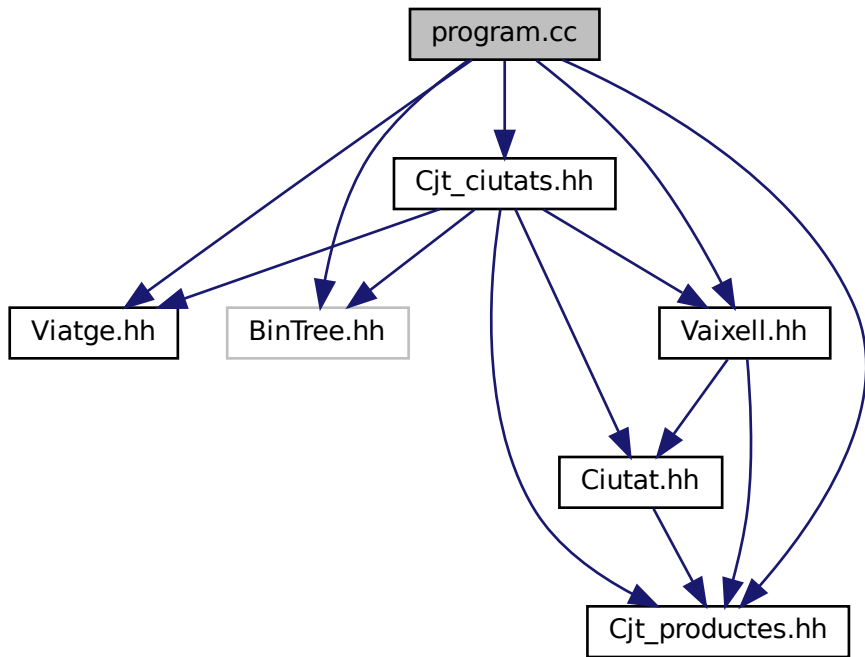 program.cc
Cjt_ciutats.hh
Viatge.hh
BinTree.hh
Vaixell.hh
Ciutat.hh
Cjt_productes.hh